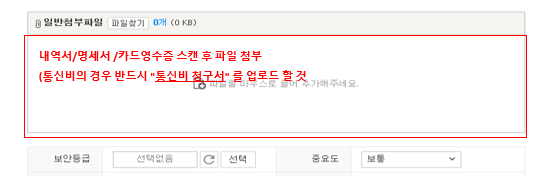 일반첨부파일 파일찾기 0개 (0 KB)
내역서/명세서 /카드영수증 스캔 후 파일 첨부
(통신비의 경우 반드시 "통신비 청구서" 를 업로드 할 것
파일을 마우스로 끌어 추가해주세요.
보안등급 선택없음 선택 중요도 보통